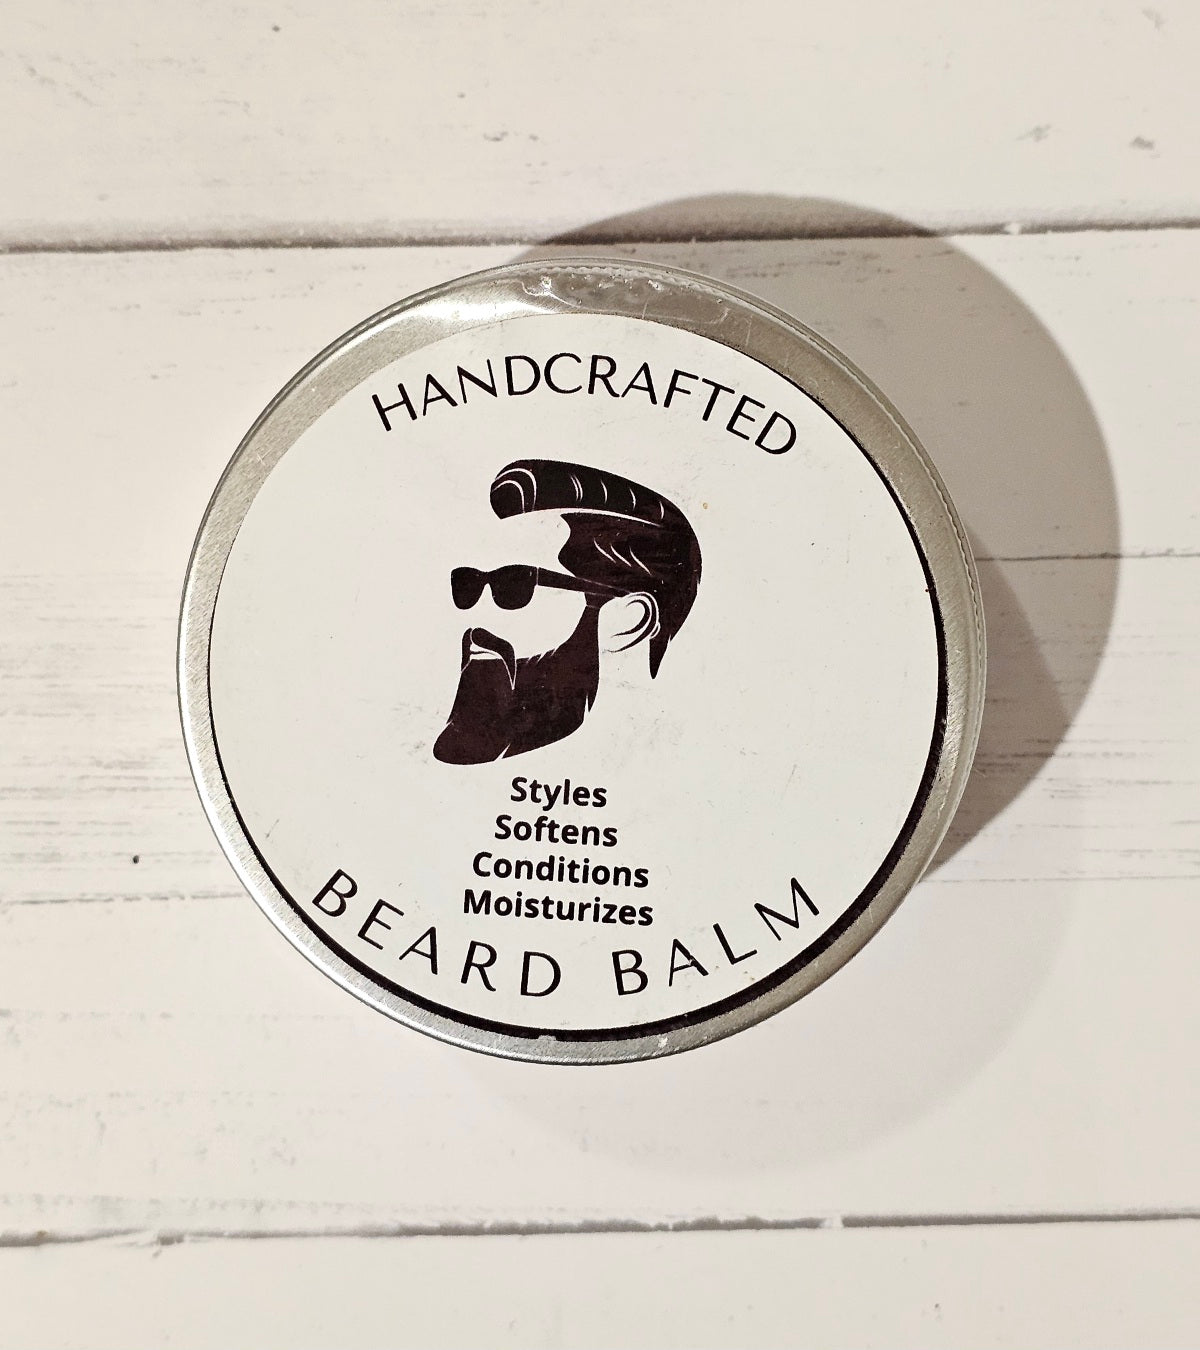 HANDCRAFTED
Styles
Softens
Conditions
Moisturizes
BEARD BALM